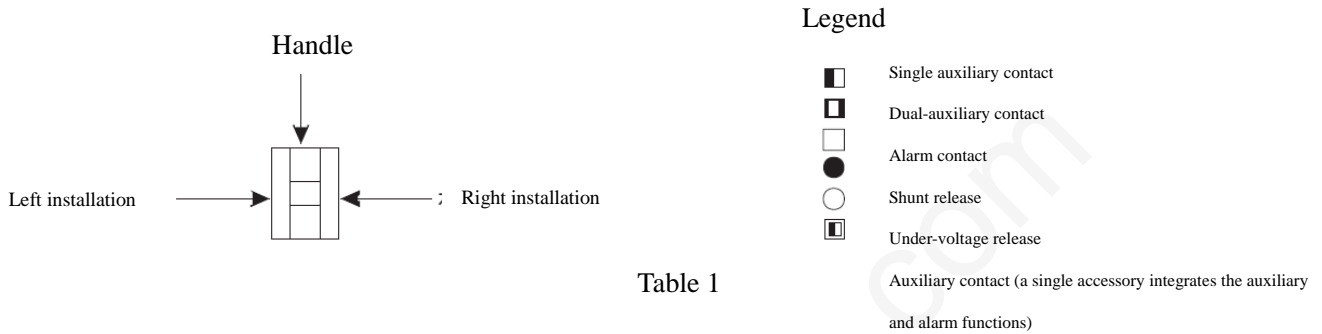 Legend
Handle
Single auxiliary contact
Dual-auxiliary contact
Alarm contact
Left installation
Right installation
Shunt release
Under-voltage release
Table 1
Auxiliary contact (a single accessory integrates the auxiliary
and alarm functions)
com